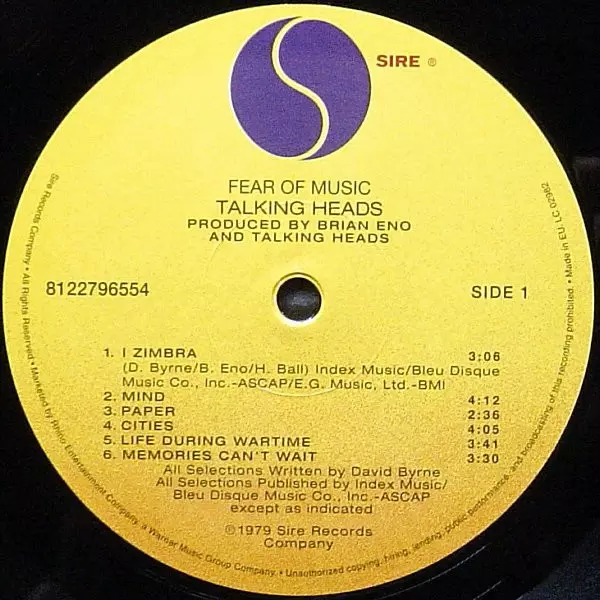 SIRE ®
FEAR OF MUSIC
TALKING HEADS
PRODUCED BY BRIAN ENO
AND TALKING HEADS
8122796554
SIDE 1
1. I ZIMBRA 3:06
(D. Byrne/B. Eno/H. Ball) Index Music/Bleu Disque
Music Co., Inc.-ASCAP/E.G. Music, Ltd.-BMI
2. MIND 4:12
3. PAPER 2:36
4. CITIES 4:05
5. LIFE DURING WARTIME 3:41
6. MEMORIES CAN'T WAIT 3:30
All Selections Written by David Byrne
All Selections Published by Index Music/
Bleu Disque Music Co., Inc.-ASCAP
except as indicated
℗1979 Sire Records
Company
Sire Records Company • All Rights Reserved. • Marketed by Rhino Entertainment Company, a Warner Music Group Company. • Unauthorized copying, hiring, lending, public performance, and broadcasting of this recording prohibited. • Made in EU. LC 02982